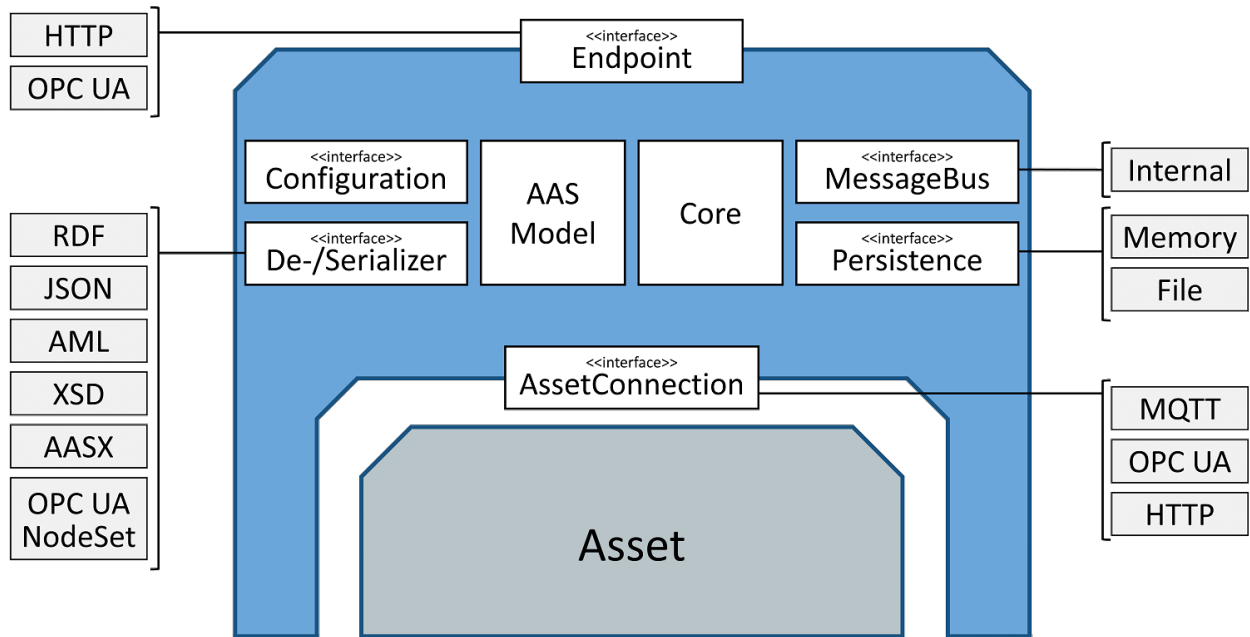 HTTP
OPC UA
<<interface>>
Endpoint
<<interface>>
Configuration
<<interface>>
De-/Serializer
AAS
Model
Core
<<interface>>
MessageBus
<<interface>>
Persistence
Internal
Memory
File
RDF
JSON
AML
XSD
AASX
OPC UA
NodeSet
<<interface>>
AssetConnection
MQTT
OPC UA
HTTP
Asset